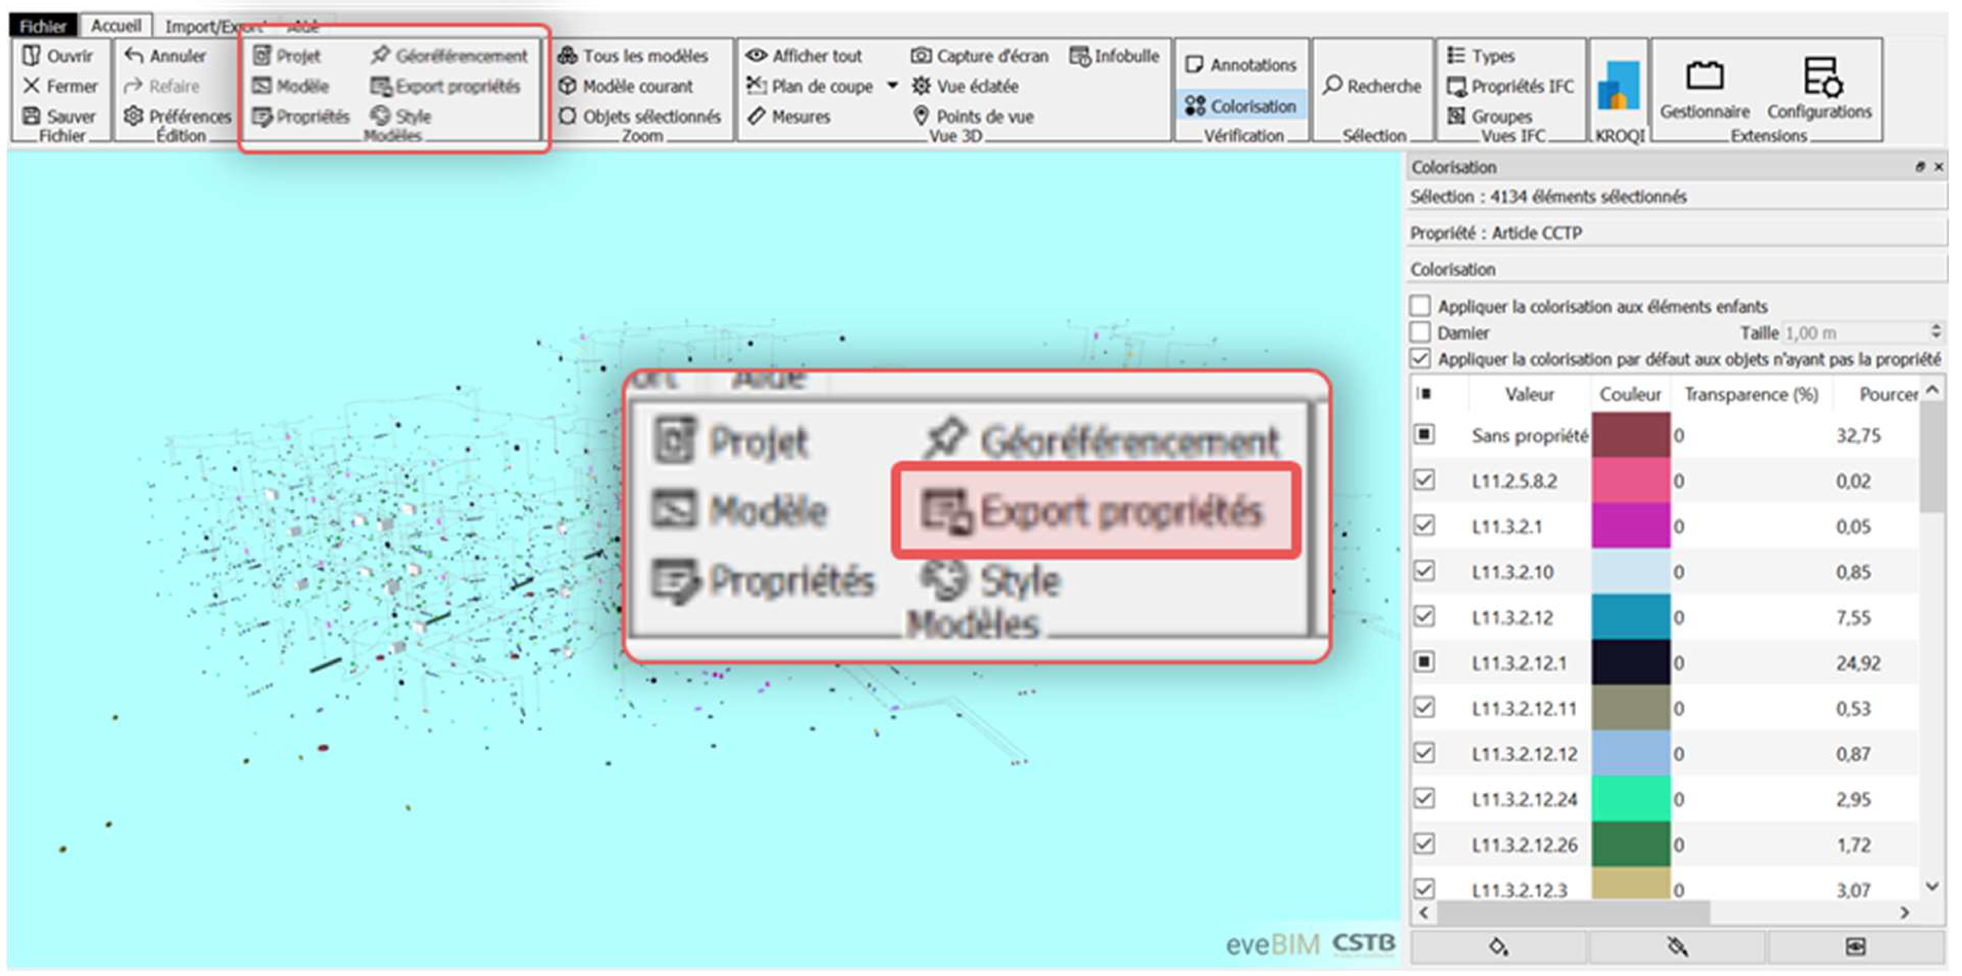 Fichier Accueil Import/Export Aide
Ouvrir Annuler Projet Géoréférencement Tous les modèles Afficher tout Capture d'écran Infobulle Annotations Types
Fermer Refaire Modèle Export propriétés Modèle courant Plan de coupe Vue éclatée Colorisation Recherche Propriétés IFC
Sauver Préférences Propriétés Style Objets sélectionnés Mesures Points de vue Groupes Gestionnaire Configurations
Fichier Édition Modèles Zoom Vue 3D Vérification Sélection Vues IFC KROQI Extensions
Colorisation
Sélection : 4134 éléments sélectionnés
Propriété : Article CCTP
Colorisation
Appliquer la colorisation aux éléments enfants
Damier Taille 1,00 m
Appliquer la colorisation par défaut aux objets n'ayant pas la propriété
Valeur Couleur Transparence (%) Pourcer
Sans propriété 0 32,75
L11.2.5.8.2 0 0,02
L11.3.2.1 0 0,05
L11.3.2.10 0 0,85
L11.3.2.12 0 7,55
L11.3.2.12.1 0 24,92
L11.3.2.12.11 0 0,53
L11.3.2.12.12 0 0,87
L11.3.2.12.24 0 2,95
L11.3.2.12.26 0 1,72
L11.3.2.12.3 0 3,07
ort Aide
Projet Géoréférencement
Modèle Export propriétés
Propriétés Style
Modèles
eveBIM CSTB